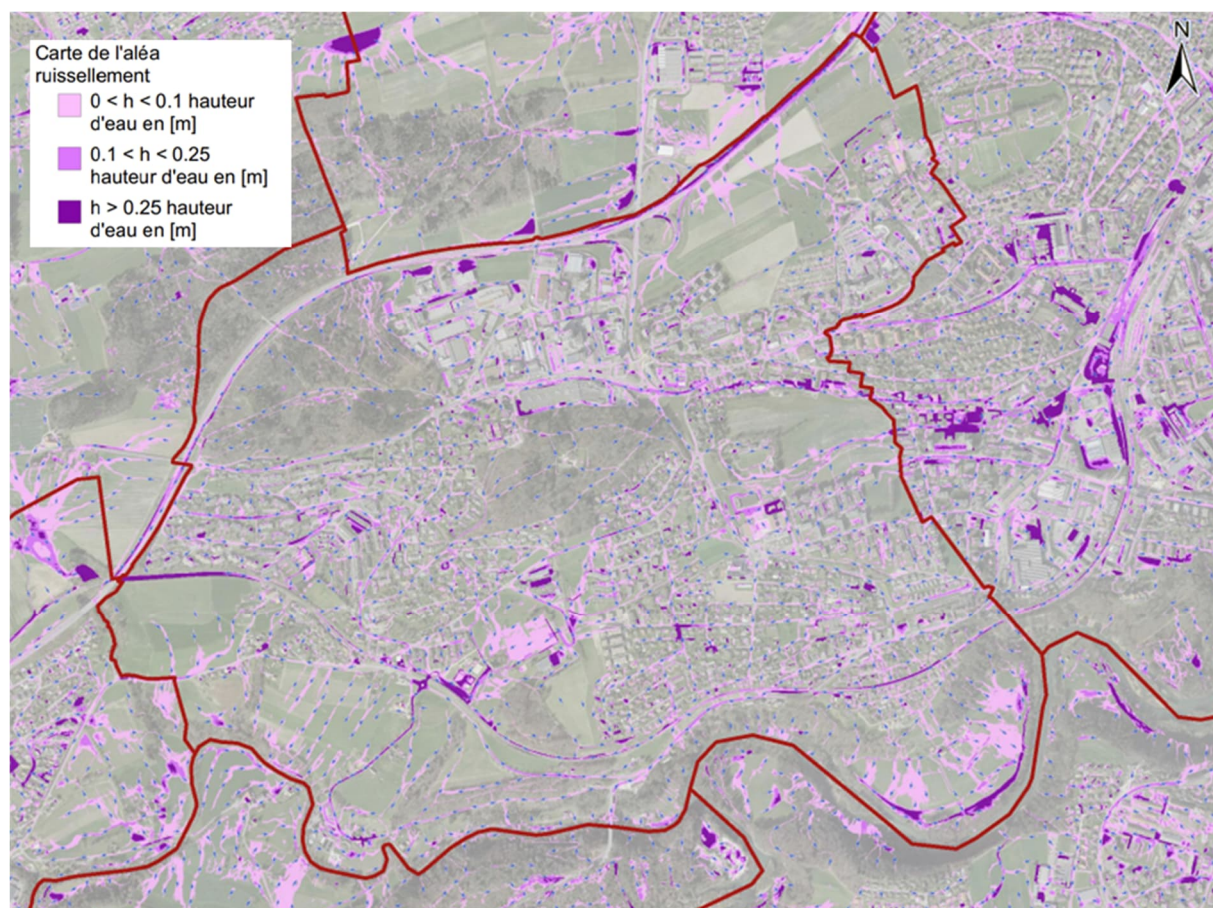 Carte de l'aléa
ruissellement
0 < h < 0.1 hauteur
d'eau en [m]
0.1 < h < 0.25
hauteur d'eau en [m]
h > 0.25 hauteur
d'eau en [m]
N